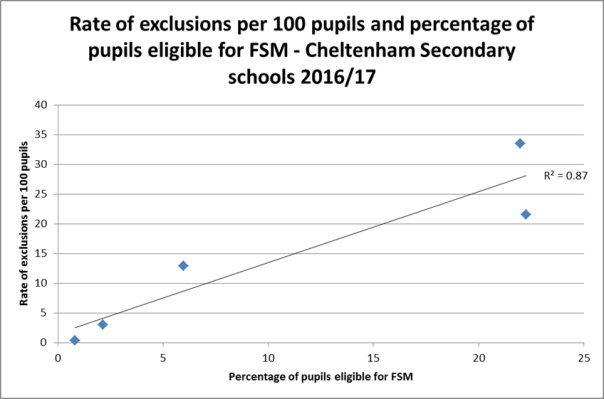 Rate of exclusions per 100 pupils and percentage of
pupils eligible for FSM - Cheltenham Secondary
schools 2016/17
40
35
30
25
20
15
10
5
0
Rate of exclusions per 100 pupils
R² = 0.87
0 5 10 15 20 25
Percentage of pupils eligible for FSM